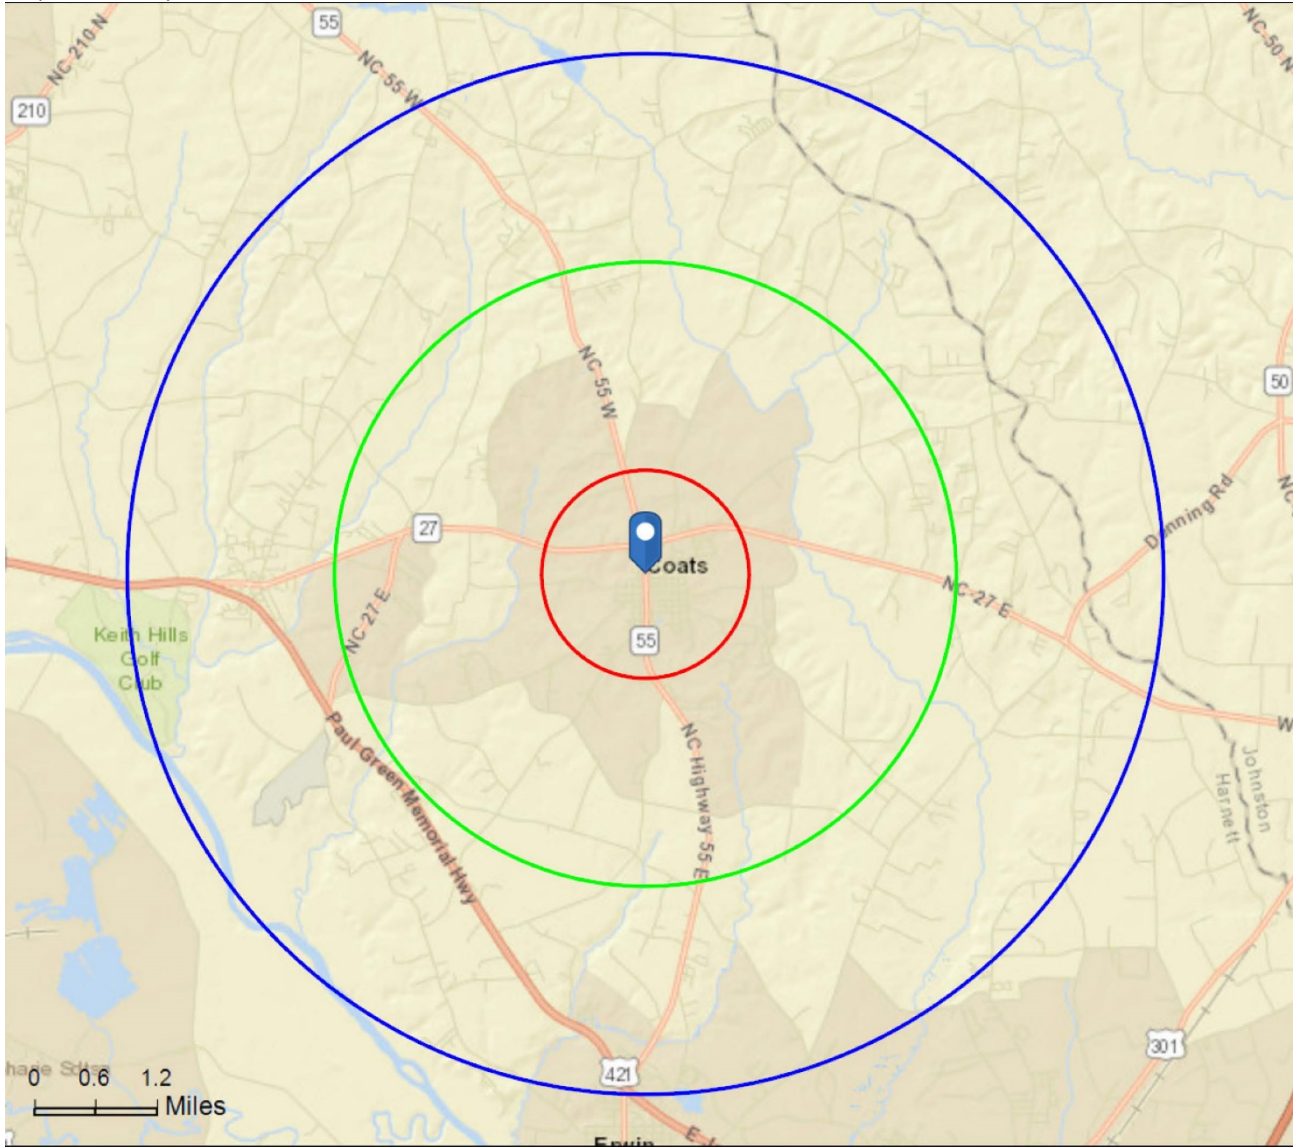 55
NC-210 N
NC-50 N
NC 55 W
210
NC 55 W
50
27
Dunning Rd
Coats
NC-27 E
NC-27 E
Keith Hills
Golf
Club
55
Paul Green Memorial Hwy
NC Highway 55 E
Johnston
Harnett
301
421
0 0.6 1.2
Miles
Erwin